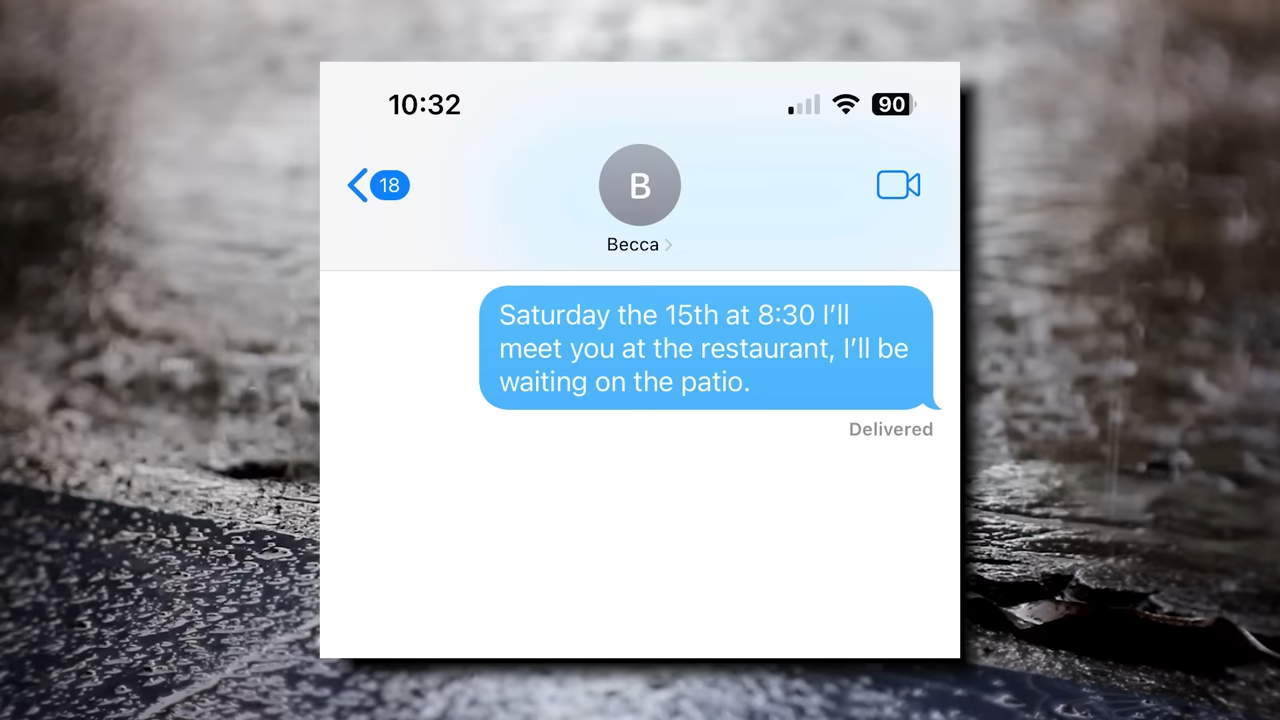 10:32
90
18
B
Becca
Saturday the 15th at 8:30 I’ll
meet you at the restaurant, I’ll be
waiting on the patio.
Delivered